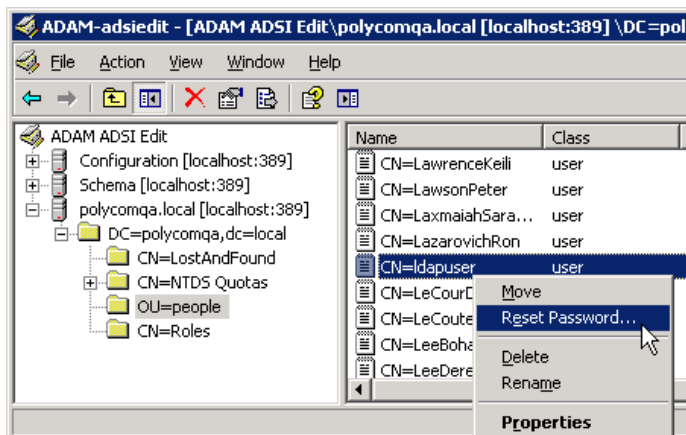 ADAM-adsiedit - [ADAM ADSI Edit\polycomqa.local [localhost:389] \DC=pol
File Action View Window Help
ADAM ADSI Edit
Configuration [localhost:389]
Schema [localhost:389]
polycomqa.local [localhost:389]
DC=polycomqa,dc=local
CN=LostAndFound
CN=NTDS Quotas
OU=people
CN=Roles
Name Class
CN=LawrenceKeili user
CN=LawsonPeter user
CN=LaxmaiahSara... user
CN=LazarovichRon user
CN=ldapuser user
CN=LeCourD
CN=LeCoute
CN=LeeBoha
CN=LeeDere
Move
Reset Password...
Delete
Rename
Properties